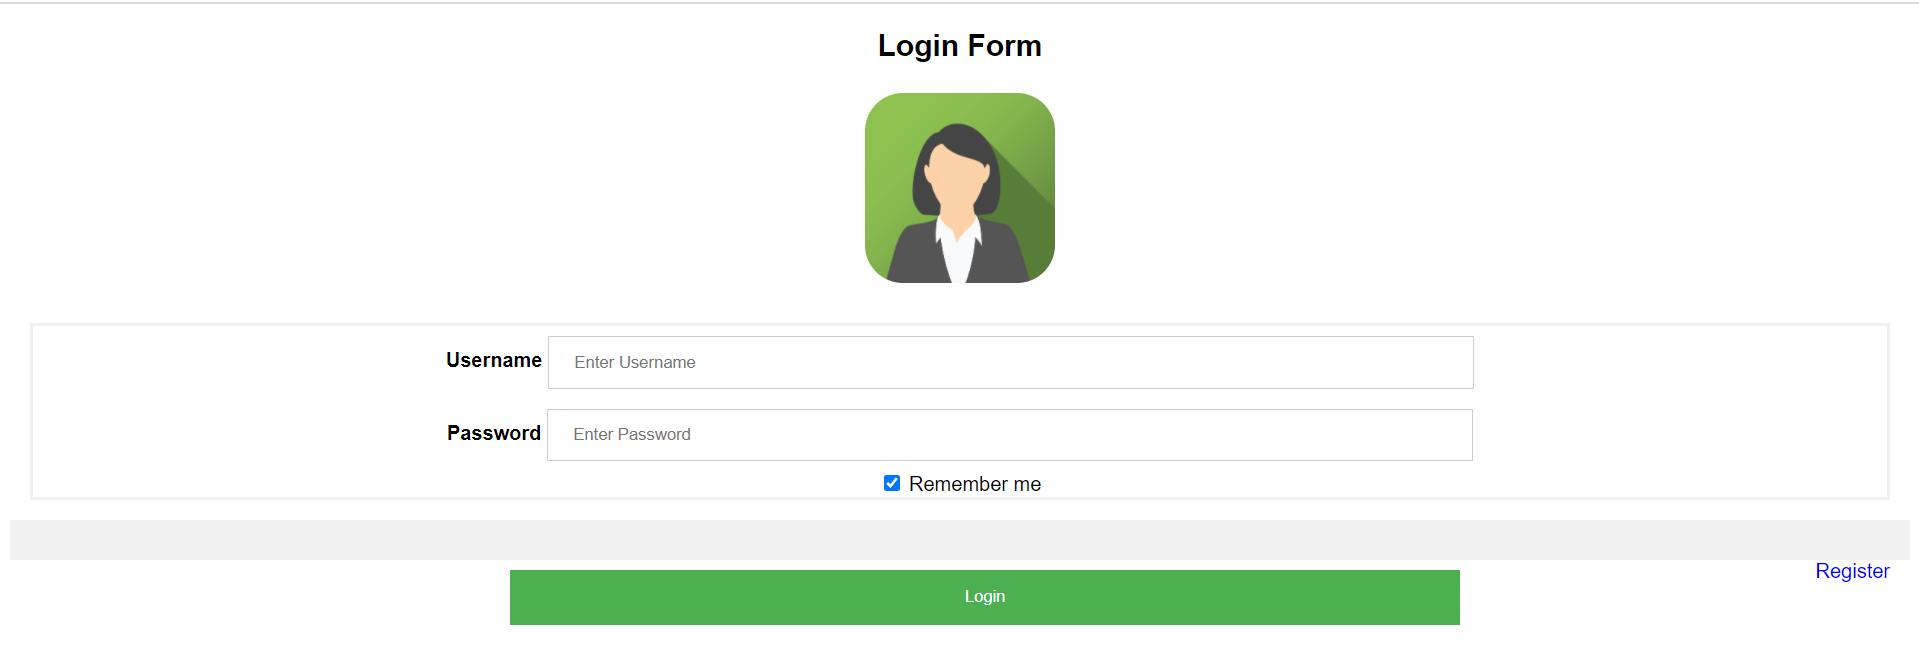 Login Form
Username Enter Username
Password Enter Password
Remember me
Register
Login